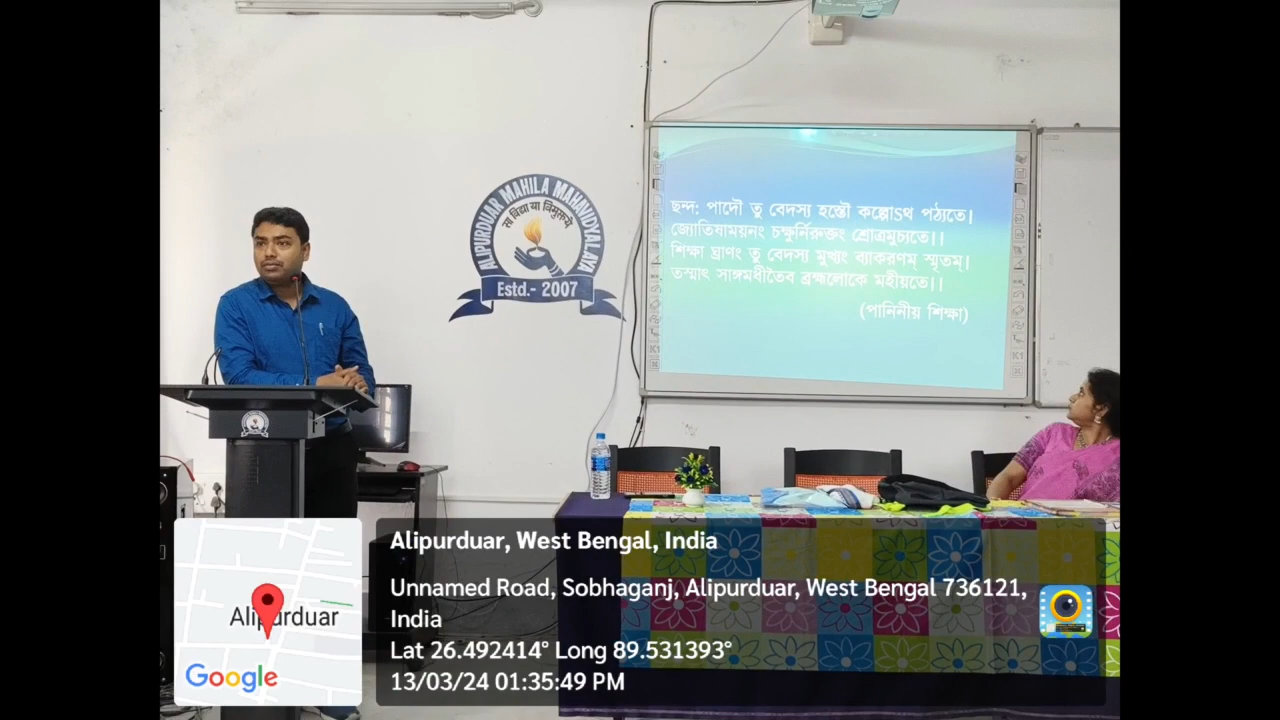 ALIPURDUAR MAHILA MAHAVIDYALAYA
सा विद्या या विमुक्तये
Estd.- 2007
ছন্দ: পাদৌ তু বেদস্য হস্তৌ কল্পোঽথ পঠ্যতে।
জ্যোতিষাময়নং চক্ষুর্নিরুক্তং শ্রোত্রমুচ্যতে।।
শিক্ষা ঘ্রাণং তু বেদস্য মুখ্যং ব্যাকরণম্ স্মৃতম্।
তস্মাৎ সাঙ্গমধীতৈব ব্রহ্মলোকে মহীয়তে।।
(পানিনীয় শিক্ষা)
Alipurduar, West Bengal, India
Unnamed Road, Sobhaganj, Alipurduar, West Bengal 736121,
India
Lat 26.492414° Long 89.531393°
13/03/24 01:35:49 PM
Alipurduar
Google